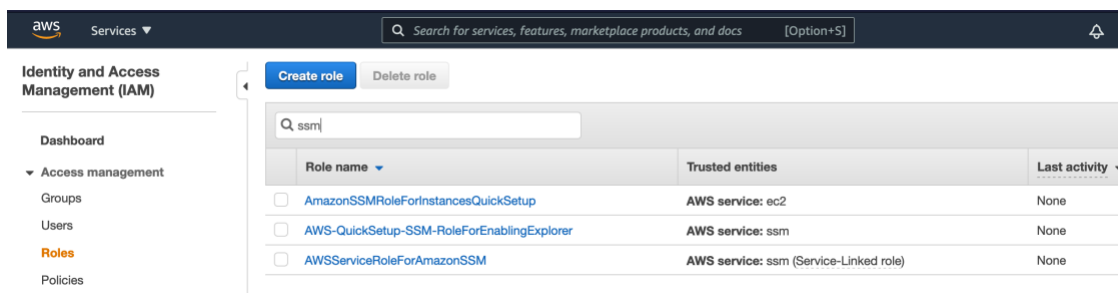 aws Services ▼ Search for services, features, marketplace products, and docs [Option+S]
Identity and Access
Management (IAM)
Create role Delete role
ssm
Dashboard
Role name Trusted entities Last activity
Access management
Groups
AmazonSSMRoleForInstancesQuickSetup AWS service: ec2 None
Users
AWS-QuickSetup-SSM-RoleForEnablingExplorer AWS service: ssm None
Roles
AWSServiceRoleForAmazonSSM AWS service: ssm (Service-Linked role) None
Policies